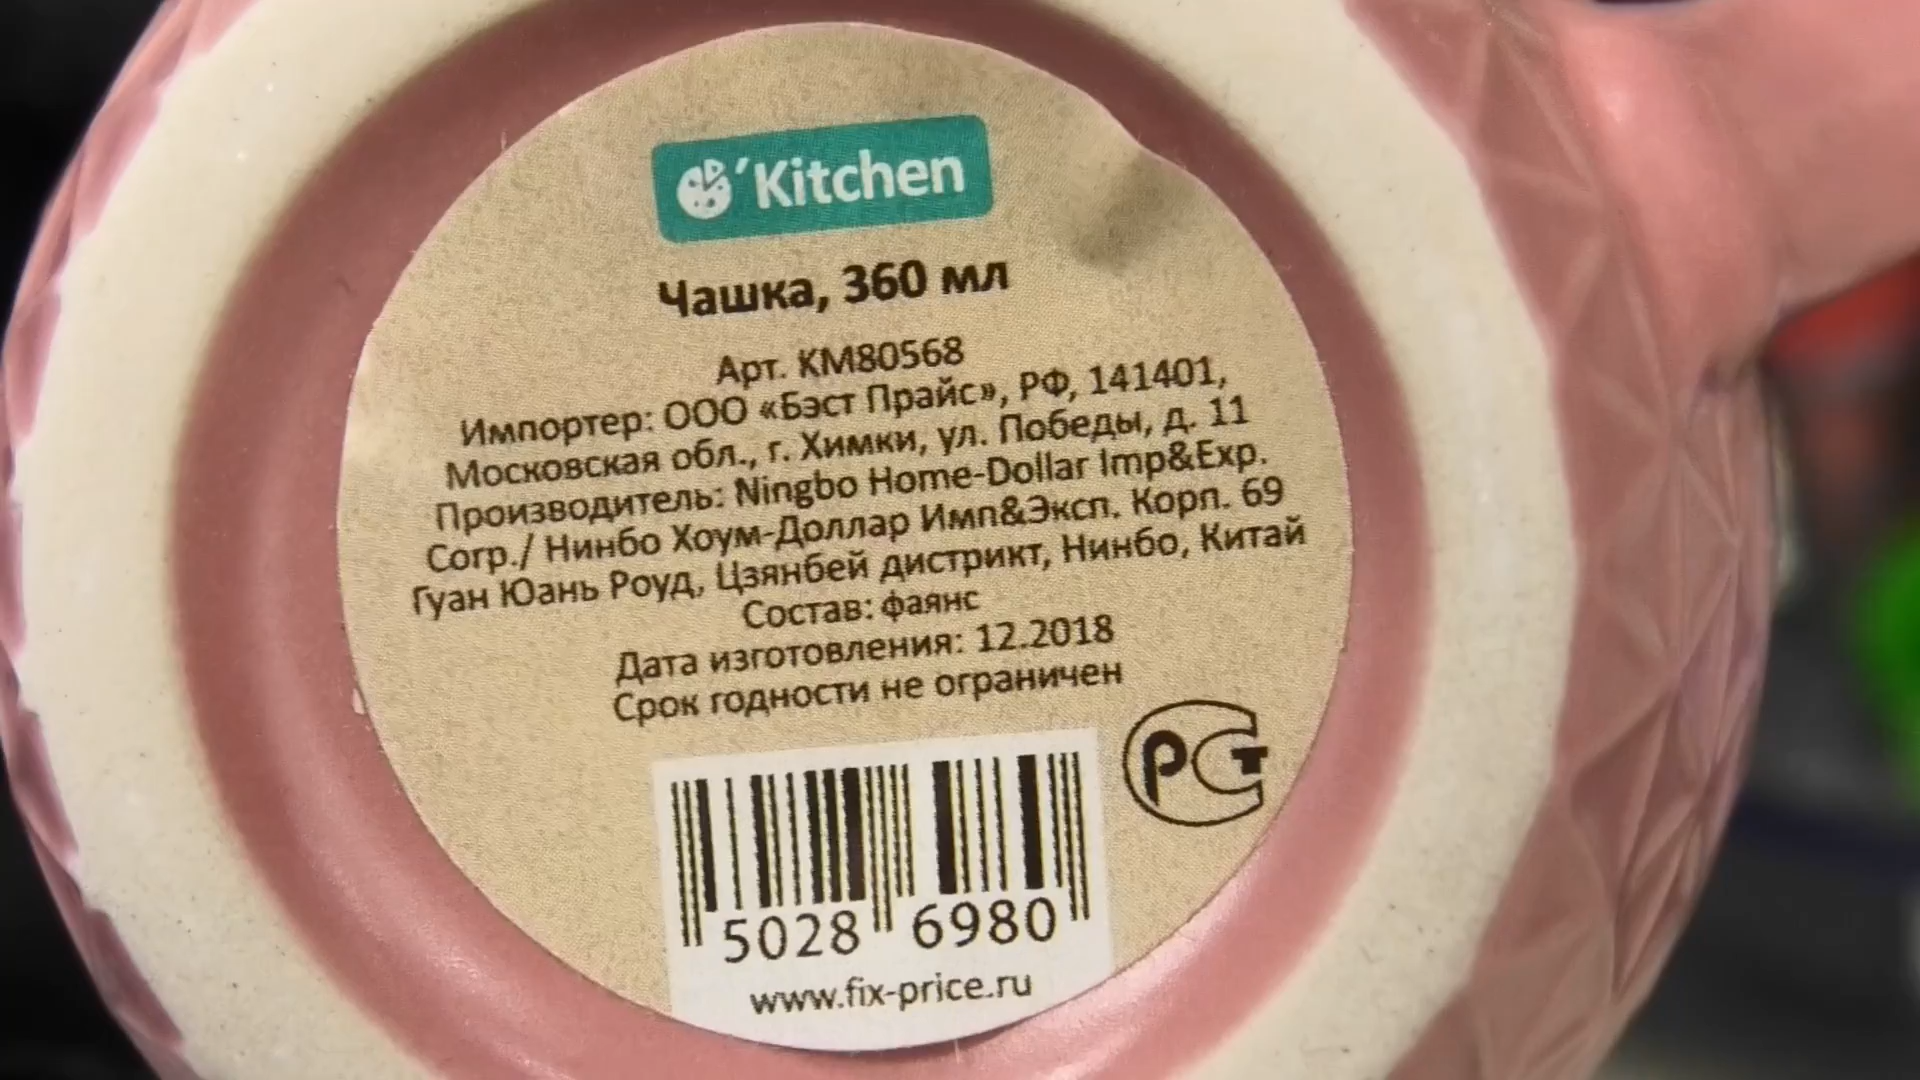 'Kitchen
Чашка, 360 мл
Арт. КМ80568
Импортер: ООО «Бэст Прайс», РФ, 141401,
Московская обл., г. Химки, ул. Победы, д. 11
Производитель: Ningbo Home-Dollar Imp&Exp.
Corp./ Нинбо Хоум-Доллар Имп&Эксп. Корп. 69
Гуан Юань Роуд, Цзянбей дистрикт, Нинбо, Китай
Состав: фаянс
Дата изготовления: 12.2018
Срок годности не ограничен
РСТ
5028 6980
www.fix-price.ru